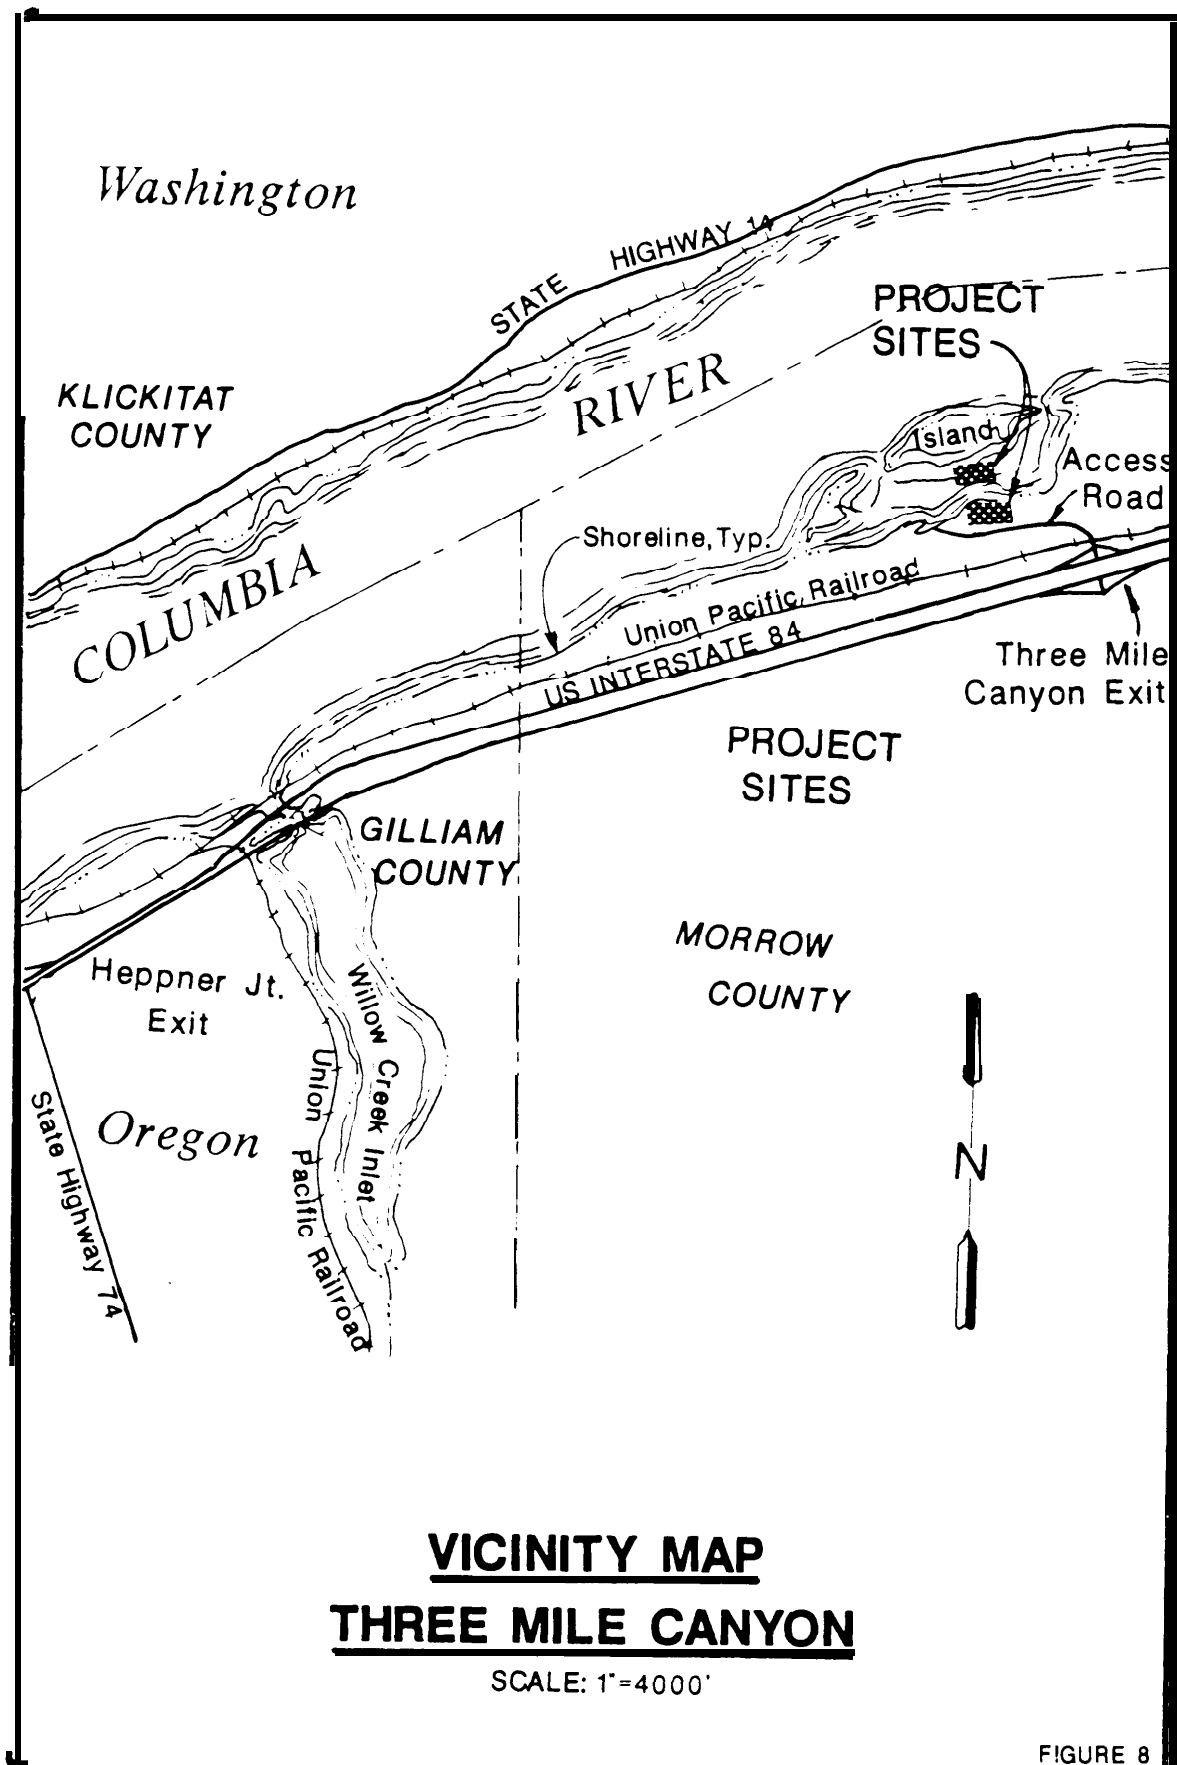 Washington
STATE HIGHWAY 14
PROJECT
SITES
KLICKITAT
COUNTY
COLUMBIA RIVER
Island
Access
Road
Shoreline, Typ.
Union Pacific Railroad
US INTERSTATE 84
Three Mile
Canyon Exit
PROJECT
SITES
GILLIAM
COUNTY
MORROW
COUNTY
Heppner Jt.
Exit
Willow Creek Inlet
Union Pacific Railroad
State Highway 74
Oregon
N
VICINITY MAP
THREE MILE CANYON
SCALE: 1"=4000'
FIGURE 8